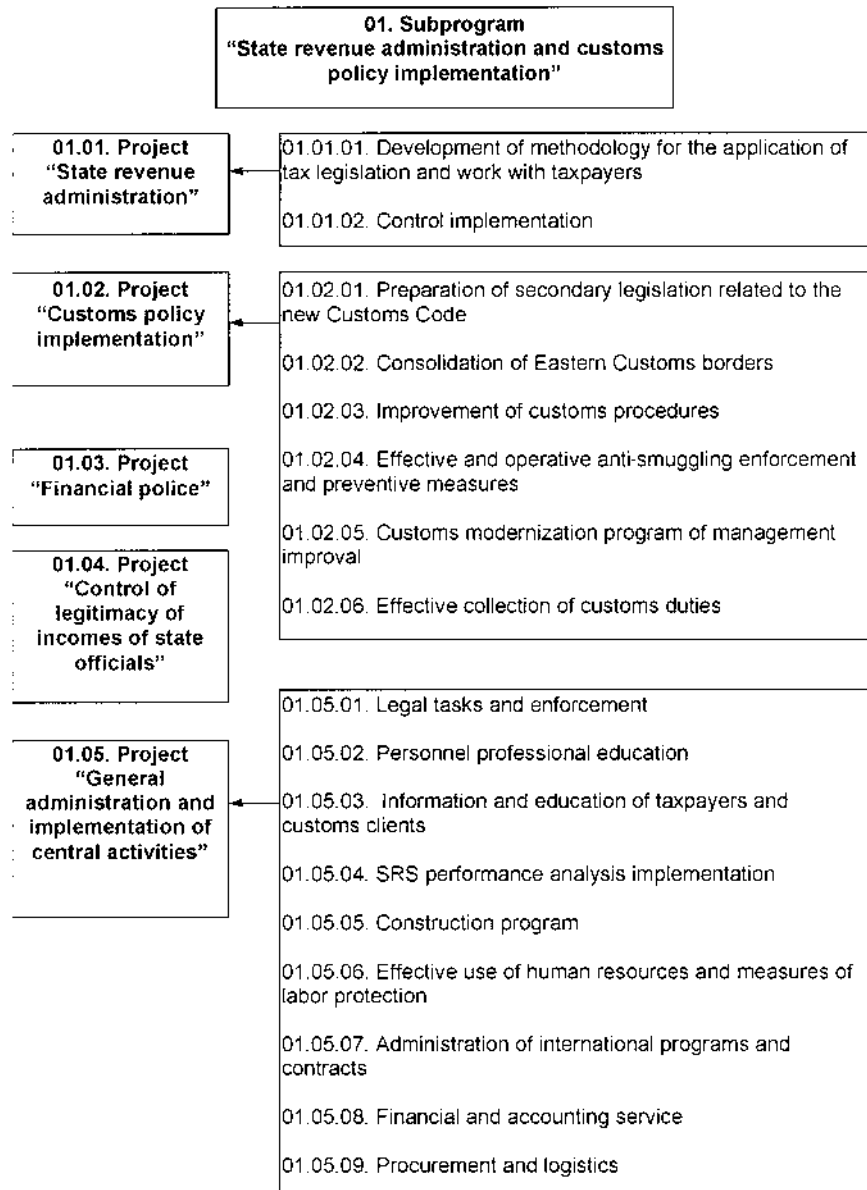 01. Subprogram
“State revenue administration and customs
policy implementation”
01.01. Project
“State revenue
administration”
01.01.01. Development of methodology for the application of
tax legislation and work with taxpayers
01.01.02. Control implementation
01.02. Project
“Customs policy
implementation”
01.02.01. Preparation of secondary legislation related to the
new Customs Code
01.02.02. Consolidation of Eastern Customs borders
01.02.03. Improvement of customs procedures
01.02.04. Effective and operative anti-smuggling enforcement
and preventive measures
01.02.05. Customs modernization program of management
improval
01.02.06. Effective collection of customs duties
01.03. Project
“Financial police”
01.04. Project
“Control of
legitimacy of
incomes of state
officials”
01.05. Project
“General
administration and
implementation of
central activities”
01.05.01. Legal tasks and enforcement
01.05.02. Personnel professional education
01.05.03. Information and education of taxpayers and
customs clients
01.05.04. SRS performance analysis implementation
01.05.05. Construction program
01.05.06. Effective use of human resources and measures of
labor protection
01.05.07. Administration of international programs and
contracts
01.05.08. Financial and accounting service
01.05.09. Procurement and logistics